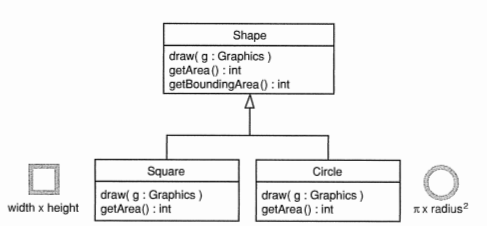 Shape
draw( g : Graphics )
getArea() : int
getBoundingArea() : int
Square
draw( g : Graphics )
getArea() : int
Circle
draw( g : Graphics )
getArea() : int
width x height
π x radius²